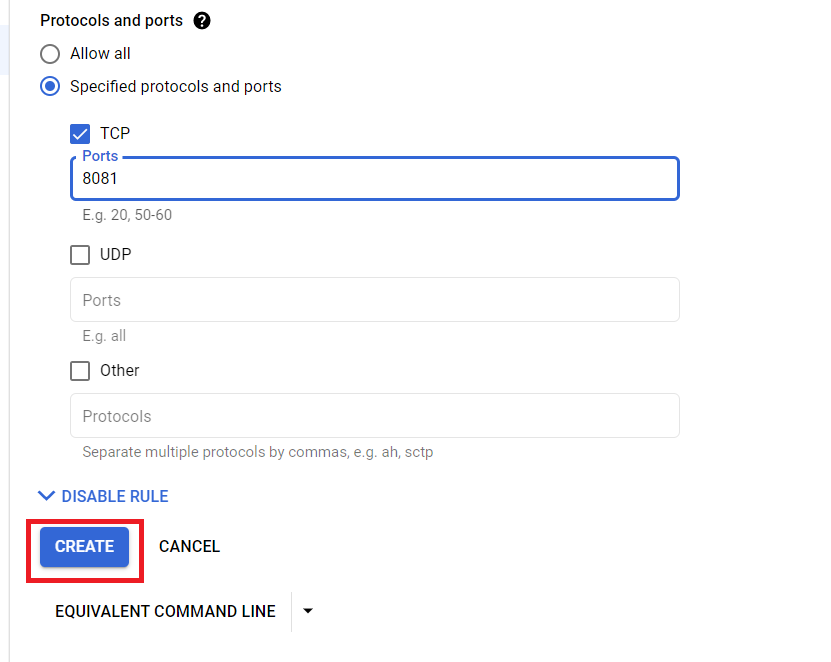 Protocols and ports ?
Allow all
Specified protocols and ports
TCP
Ports
8081
E.g. 20, 50-60
UDP
Ports
E.g. all
Other
Protocols
Separate multiple protocols by commas, e.g. ah, sctp
DISABLE RULE
CREATE CANCEL
EQUIVALENT COMMAND LINE